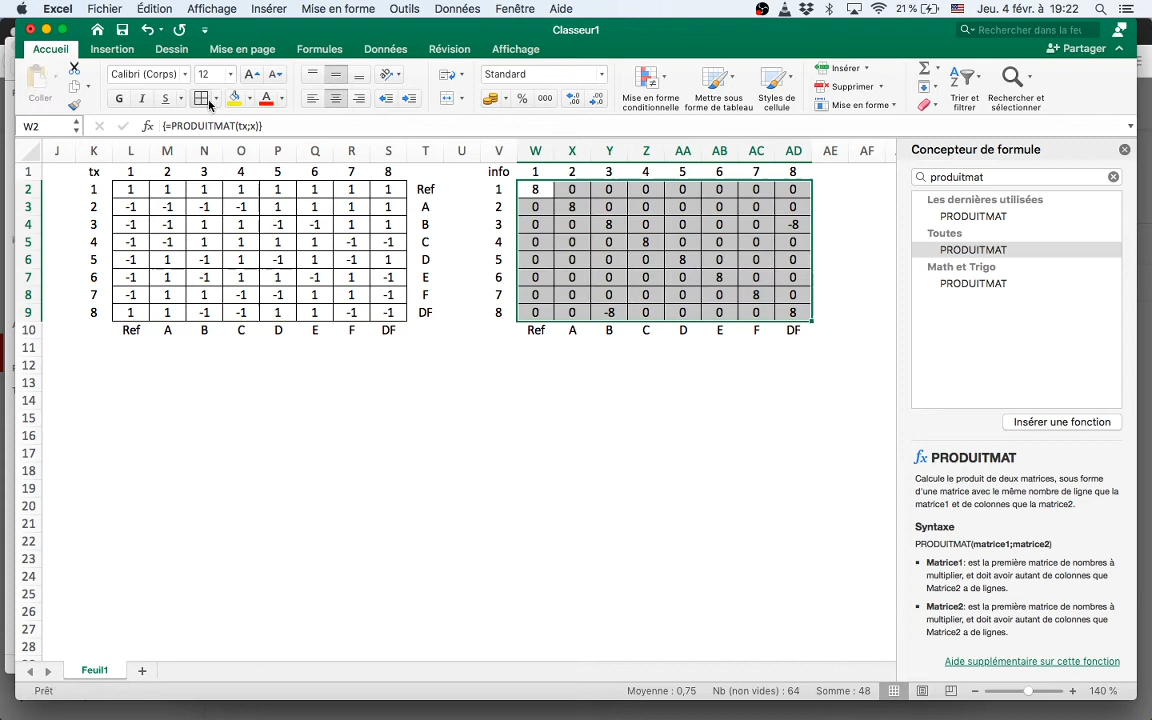 Excel Fichier Édition Affichage Insérer Mise en forme Outils Données Fenêtre Aide 21 % Jeu. 4 févr. à 19:22
Classeur1 Rechercher dans la feu
Accueil Insertion Dessin Mise en page Formules Données Révision Affichage Partager
Coller Calibri (Corps) 12 A A Standard Insérer
G I S A % 000 Supprimer
Mise en forme conditionnelle Mettre sous forme de tableau Styles de cellule Mise en forme Trier et filtrer Rechercher et sélectionner
W2 fx {=PRODUITMAT(tx;x)}
J K L M N O P Q R S T U V W X Y Z AA AB AC AD AE AF
1 tx 1 2 3 4 5 6 7 8 info 1 2 3 4 5 6 7 8
2 1 1 1 1 1 1 1 1 1 Ref 1 8 0 0 0 0 0 0 0
3 2 -1 -1 -1 -1 1 1 1 1 A 2 0 8 0 0 0 0 0 0
4 3 -1 -1 1 1 -1 -1 1 1 B 3 0 0 8 0 0 0 0 -8
5 4 -1 -1 1 1 1 1 -1 -1 C 4 0 0 0 8 0 0 0 0
6 5 -1 1 -1 1 -1 1 -1 1 D 5 0 0 0 0 8 0 0 0
7 6 -1 1 -1 1 1 -1 1 -1 E 6 0 0 0 0 0 8 0 0
8 7 -1 1 1 -1 -1 1 1 -1 F 7 0 0 0 0 0 0 8 0
9 8 1 1 -1 -1 1 1 -1 -1 DF 8 0 0 -8 0 0 0 0 8
10 Ref A B C D E F DF Ref A B C D E F DF
11
12
13
14
15
16
17
18
19
20
21
22
23
24
25
26
27
28
Concepteur de formule
produitmat
Les dernières utilisées
PRODUITMAT
Toutes
PRODUITMAT
Math et Trigo
PRODUITMAT
Insérer une fonction
fx PRODUITMAT
Calcule le produit de deux matrices, sous forme
d'une matrice avec le même nombre de ligne que la
matrice1 et de colonnes que la matrice2.
Syntaxe
PRODUITMAT(matrice1;matrice2)
▪ Matrice1: est la première matrice de nombres à
multiplier, et doit avoir autant de colonnes que
Matrice2 a de lignes.
▪ Matrice2: est la première matrice de nombres à
multiplier, et doit avoir autant de colonnes que
Matrice2 a de lignes.
Aide supplémentaire sur cette fonction
Feuil1 +
Prêt Moyenne : 0,75 Nb (non vides) : 64 Somme : 48 140 %